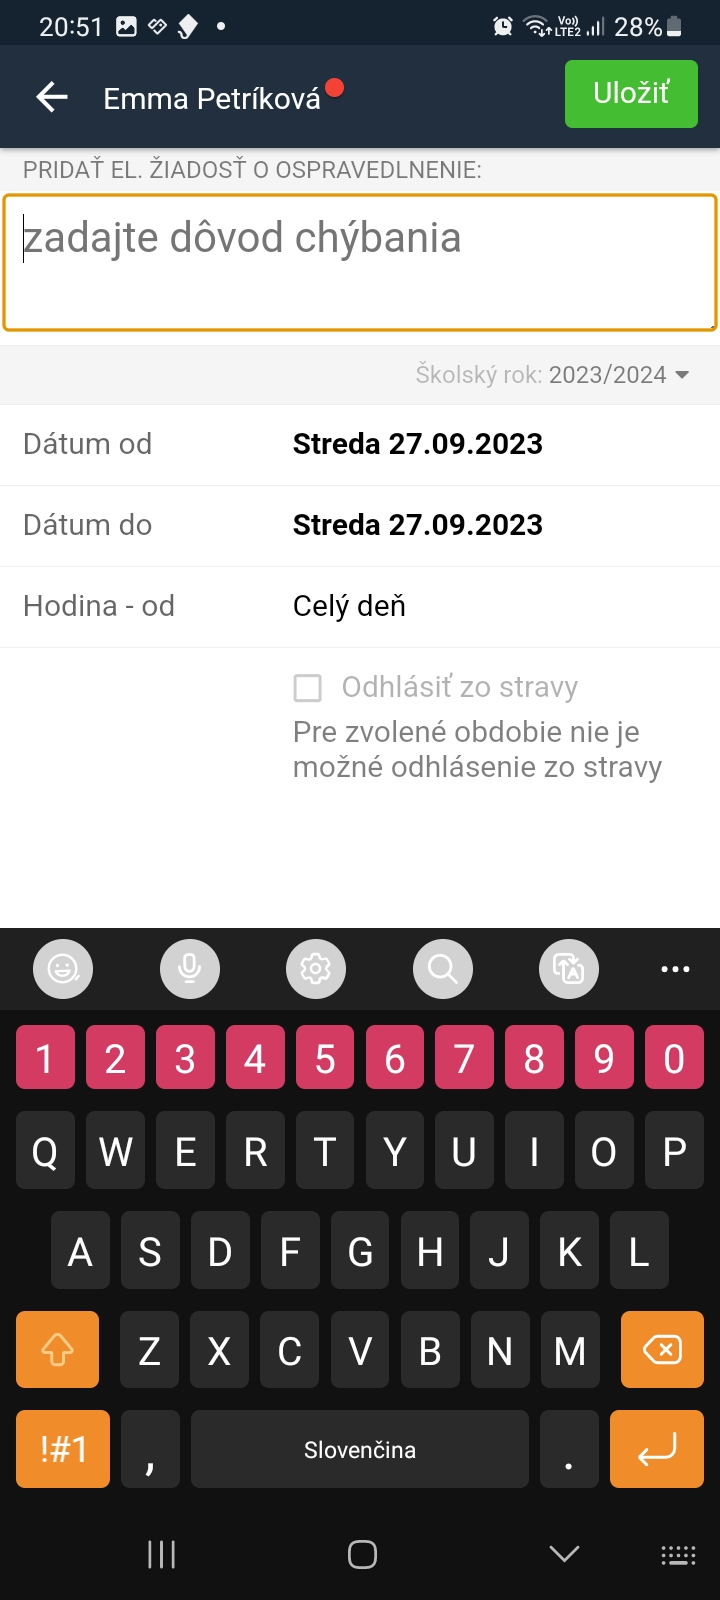 20:51
Vo)) LTE2 28%
Emma Petríková
Uložiť
PRIDAŤ EL. ŽIADOSŤ O OSPRAVEDLNENIE:
zadajte dôvod chýbania
Školský rok: 2023/2024
Dátum od Streda 27.09.2023
Dátum do Streda 27.09.2023
Hodina - od Celý deň
Odhlásiť zo stravy
Pre zvolené obdobie nie je
možné odhlásenie zo stravy
1 2 3 4 5 6 7 8 9 0
Q W E R T Y U I O P
A S D F G H J K L
Z X C V B N M
!#1 , Slovenčina .